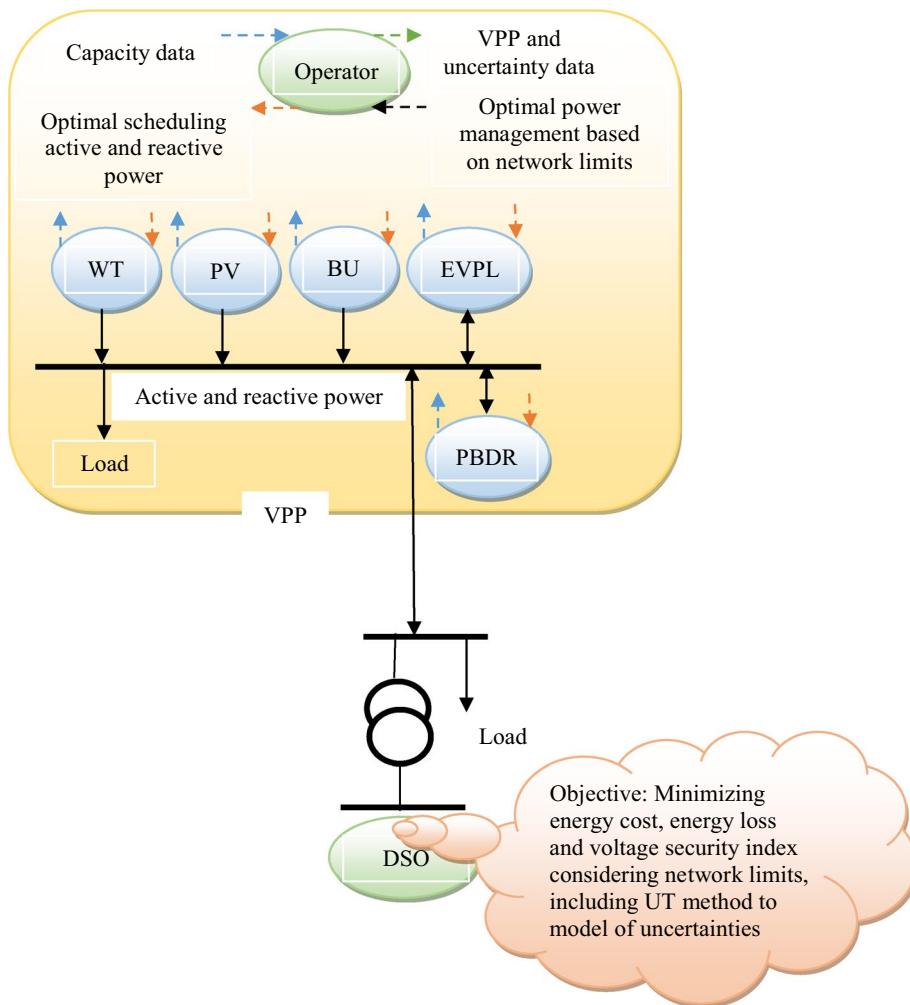 Capacity data
Operator
VPP and
uncertainty data
Optimal scheduling
active and reactive
power
Optimal power
management based
on network limits
WT
PV
BU
EVPL
Active and reactive power
Load
PBDR
VPP
Load
DSO
Objective: Minimizing
energy cost, energy loss
and voltage security index
considering network limits,
including UT method to
model of uncertainties